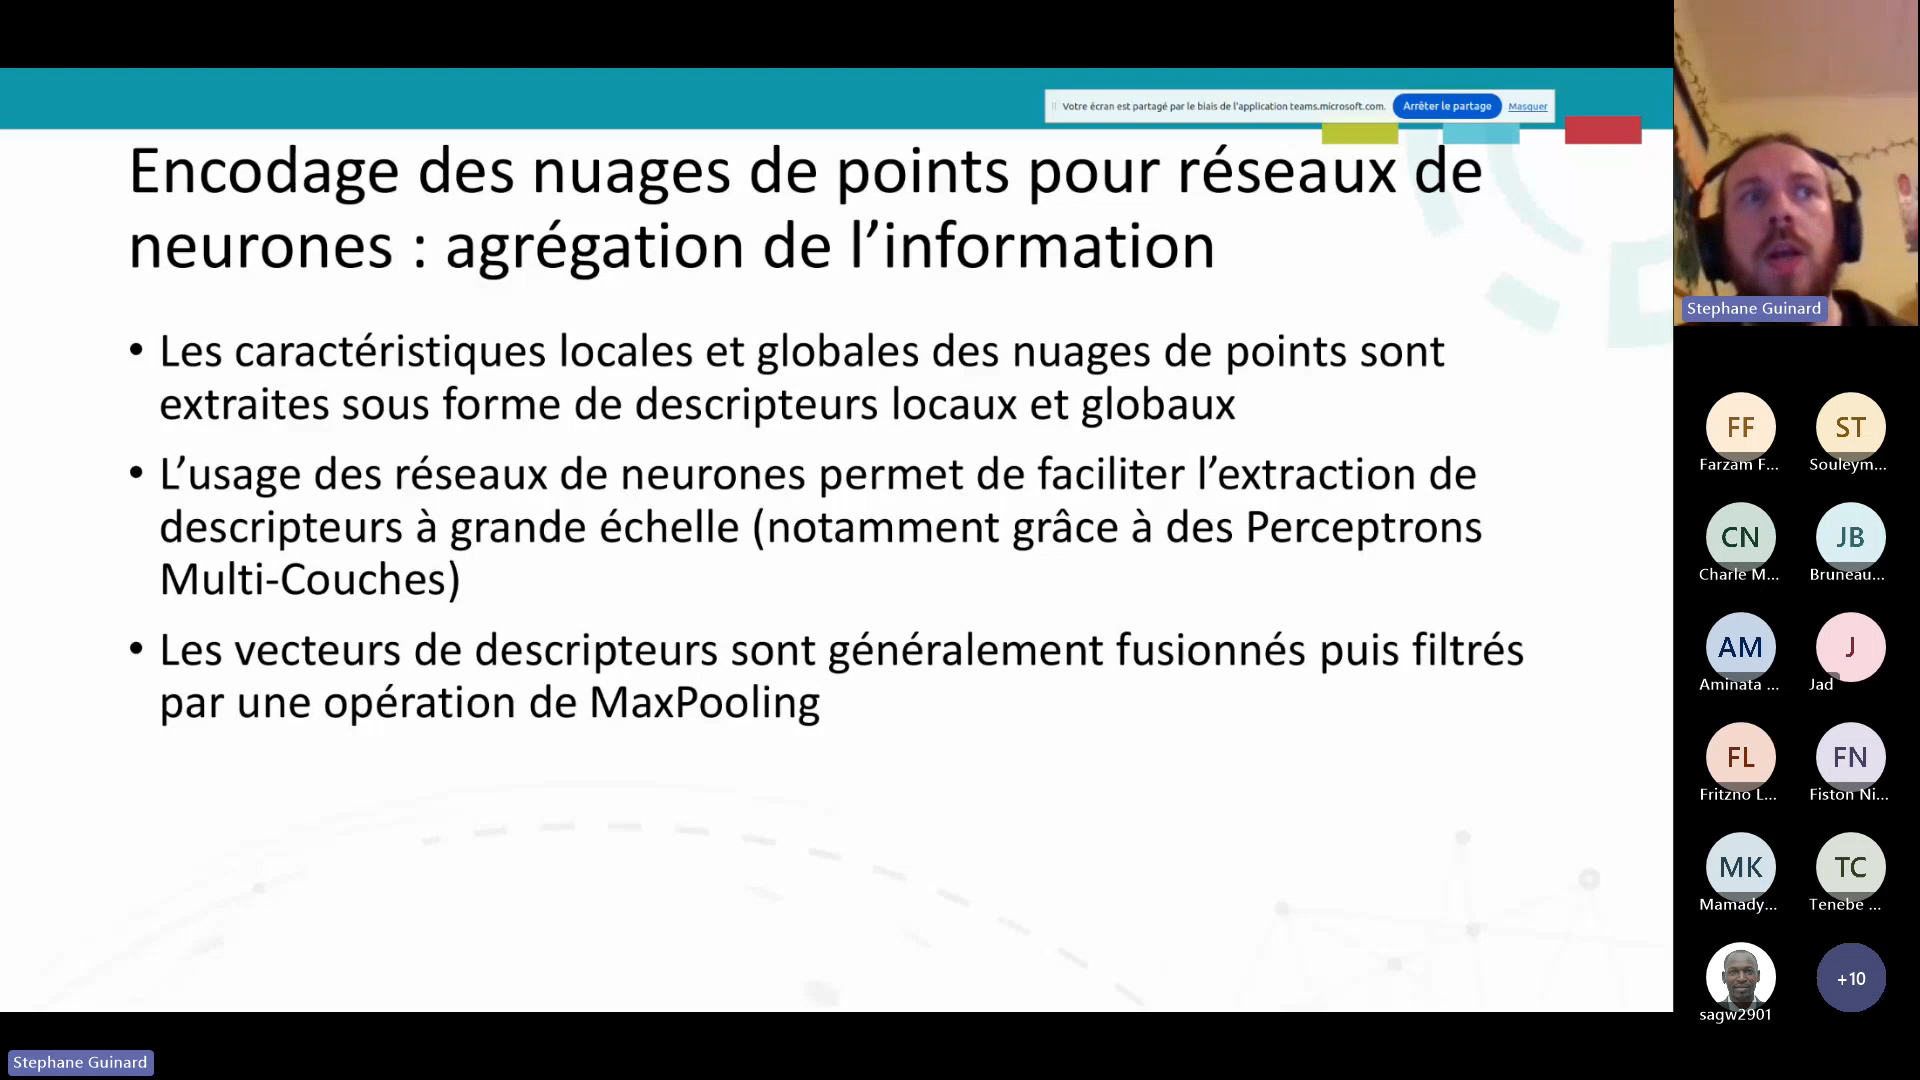 Votre écran est partagé par le biais de l'application teams.microsoft.com.
Arrêter le partage
Masquer
Encodage des nuages de points pour réseaux de
neurones : agrégation de l’information
• Les caractéristiques locales et globales des nuages de points sont
extraites sous forme de descripteurs locaux et globaux
• L’usage des réseaux de neurones permet de faciliter l’extraction de
descripteurs à grande échelle (notamment grâce à des Perceptrons
Multi-Couches)
• Les vecteurs de descripteurs sont généralement fusionnés puis filtrés
par une opération de MaxPooling
Stephane Guinard
FF
Farzam F...
ST
Souleym...
CN
Charle M...
JB
Bruneau...
AM
Aminata ...
J
Jad
FL
Fritzno L...
FN
Fiston Ni...
MK
Mamady...
TC
Tenebe ...
sagw2901
+10
Stephane Guinard